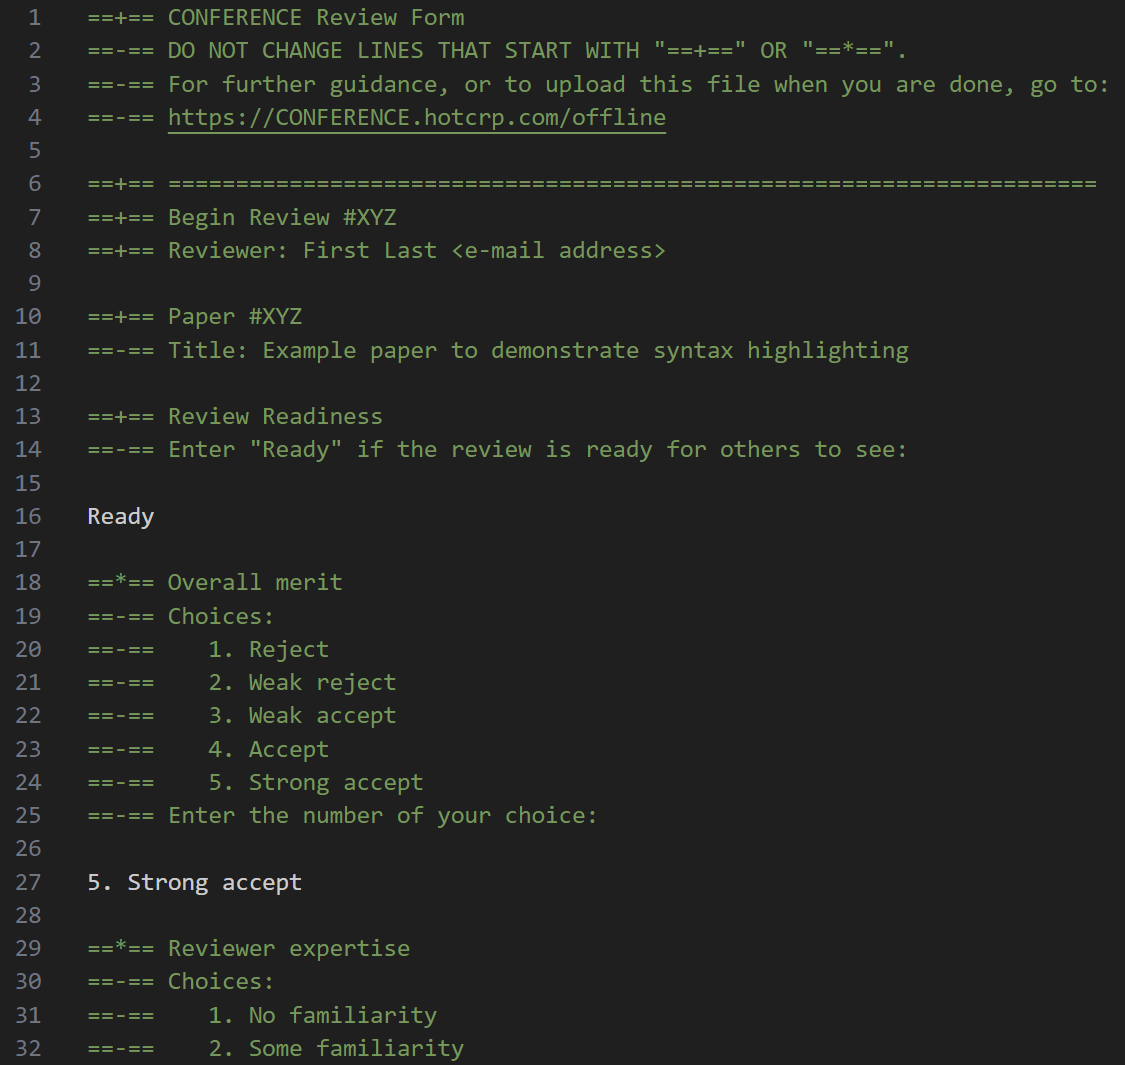 1 ==+== CONFERENCE Review Form
2 ==-== DO NOT CHANGE LINES THAT START WITH "==+==" OR "==*==".
3 ==-== For further guidance, or to upload this file when you are done, go to:
4 ==-== https://CONFERENCE.hotcrp.com/offline
5
6 ==+== =====================================================================
7 ==+== Begin Review #XYZ
8 ==+== Reviewer: First Last <e-mail address>
9
10 ==+== Paper #XYZ
11 ==-== Title: Example paper to demonstrate syntax highlighting
12
13 ==+== Review Readiness
14 ==-== Enter "Ready" if the review is ready for others to see:
15
16 Ready
17
18 ==*== Overall merit
19 ==-== Choices:
20 ==-==    1. Reject
21 ==-==    2. Weak reject
22 ==-==    3. Weak accept
23 ==-==    4. Accept
24 ==-==    5. Strong accept
25 ==-== Enter the number of your choice:
26
27 5. Strong accept
28
29 ==*== Reviewer expertise
30 ==-== Choices:
31 ==-==    1. No familiarity
32 ==-==    2. Some familiarity